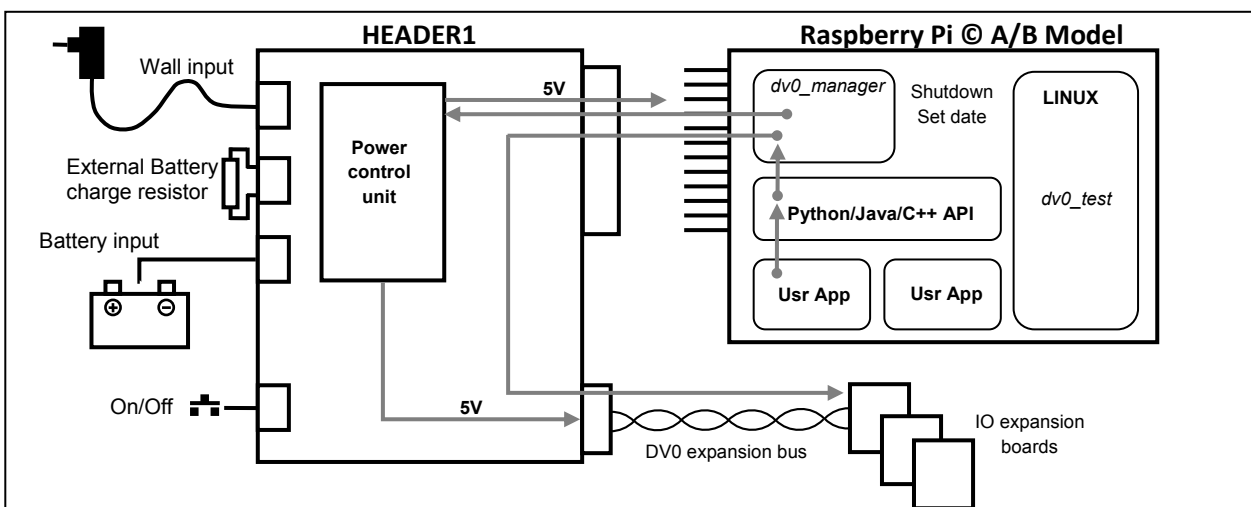 HEADER1
Raspberry Pi © A/B Model
Wall input
External Battery
charge resistor
Battery input
+ -
On/Off
Power
control
unit
5V
5V
dv0_manager
Shutdown
Set date
LINUX
dv0_test
Python/Java/C++ API
Usr App
Usr App
DV0 expansion bus
IO expansion
boards